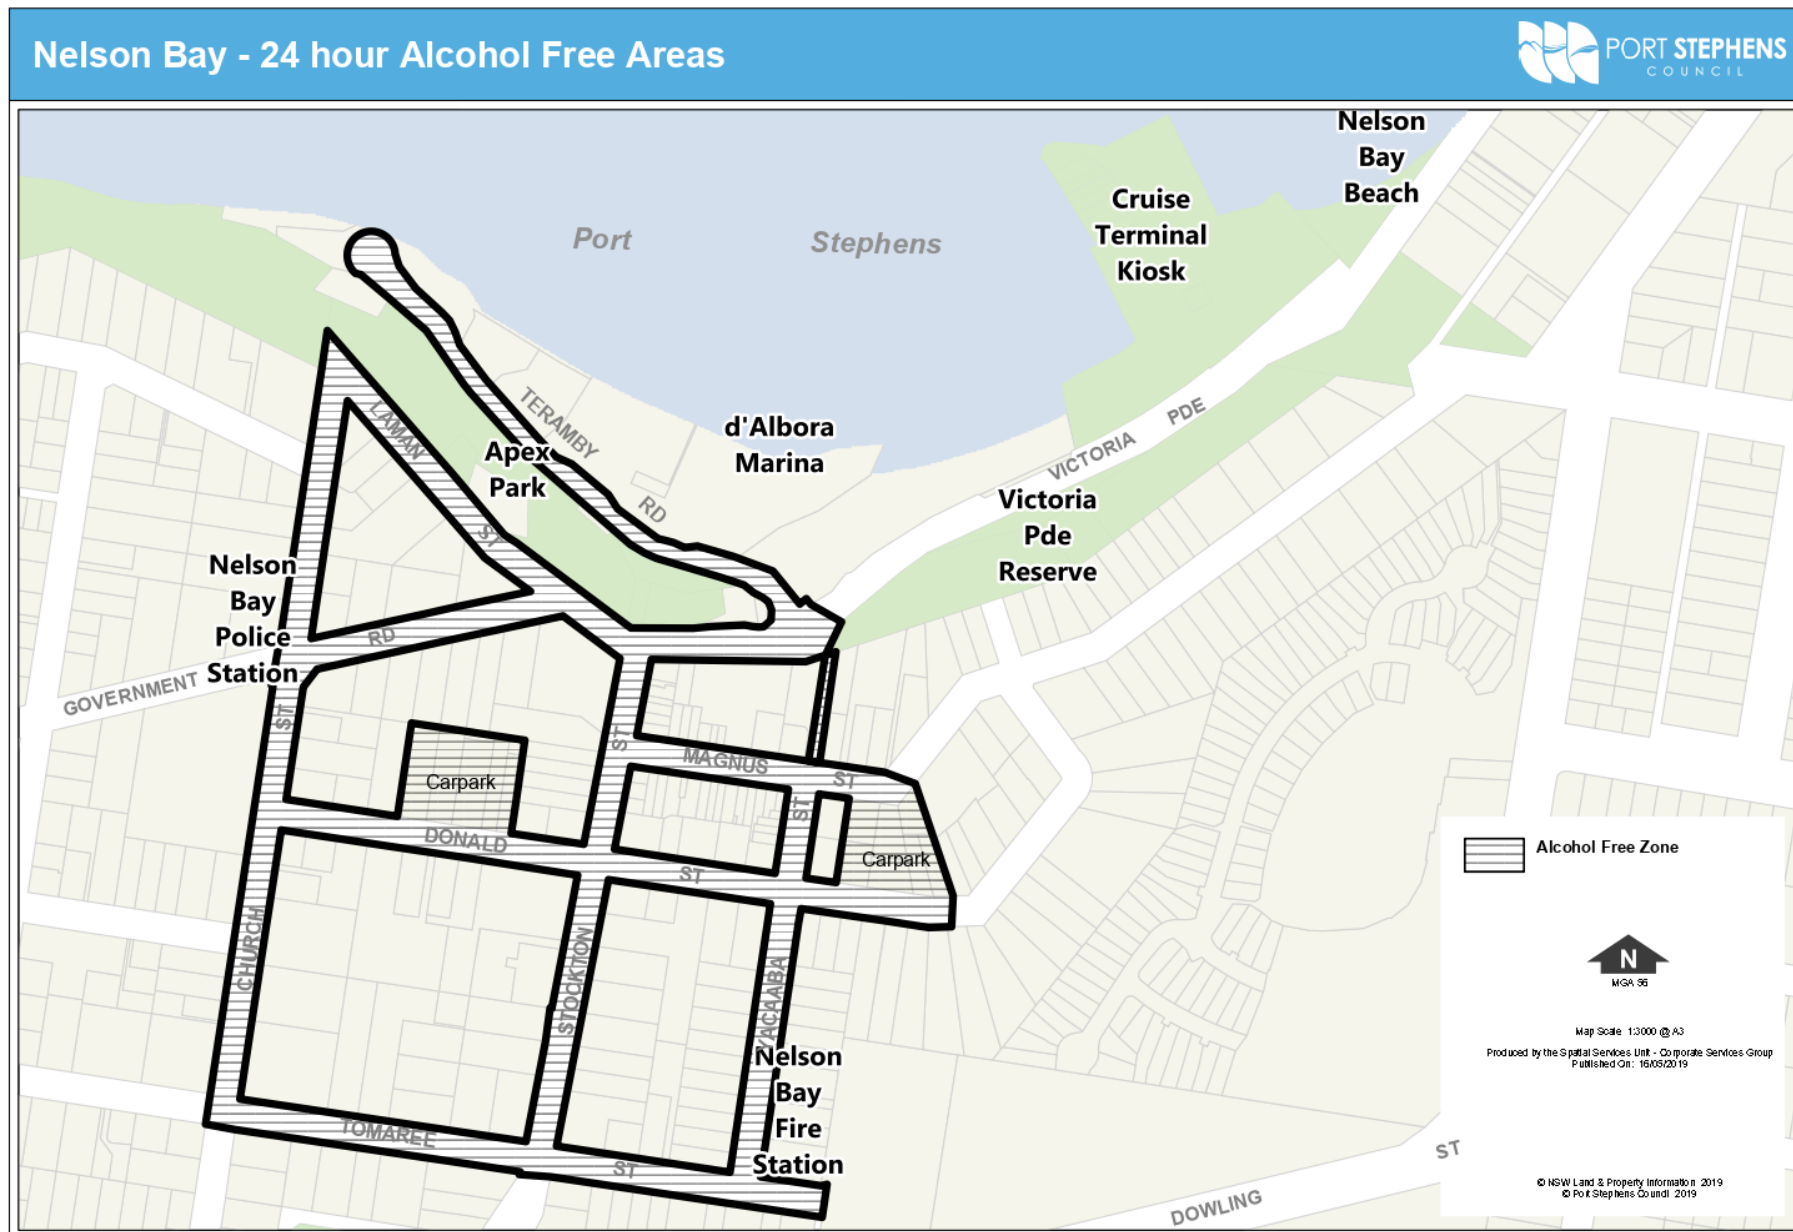 Nelson Bay - 24 hour Alcohol Free Areas
PORT STEPHENS
COUNCIL
Nelson
Bay
Beach
Cruise
Terminal
Kiosk
Port Stephens
TERAMBY
RD
d'Albora
Marina
LAMAN
ST
Apex
Park
VICTORIA PDE
Victoria
Pde
Reserve
Nelson
Bay
Police
Station
GOVERNMENT
RD
ST
ST
MAGNUS
ST
Carpark
ST
DONALD
ST
Carpark
CHURCH
STOCKTON
YACAABA
Nelson
Bay
Fire
Station
TOMAREE
ST
DOWLING
ST
Alcohol Free Zone
N
MGA 56
Map Scale 1:3000 @ A3
Produced by the Spatial Services Unit - Corporate Services Group
Published On: 16/05/2019
© NSW Land & Property Information 2019
© Port Stephens Council 2019